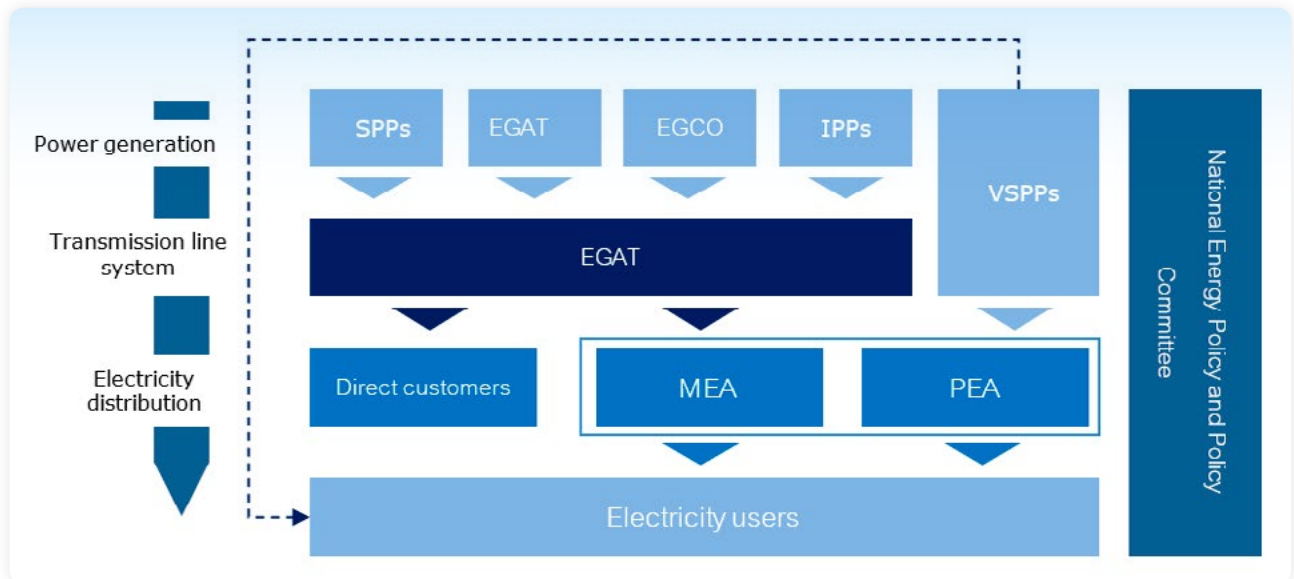 Power generation
Transmission line
system
Electricity
distribution
SPPs
EGAT
EGCO
IPPs
VSPPs
EGAT
Direct customers
MEA
PEA
Electricity users
National Energy Policy and Policy
Committee